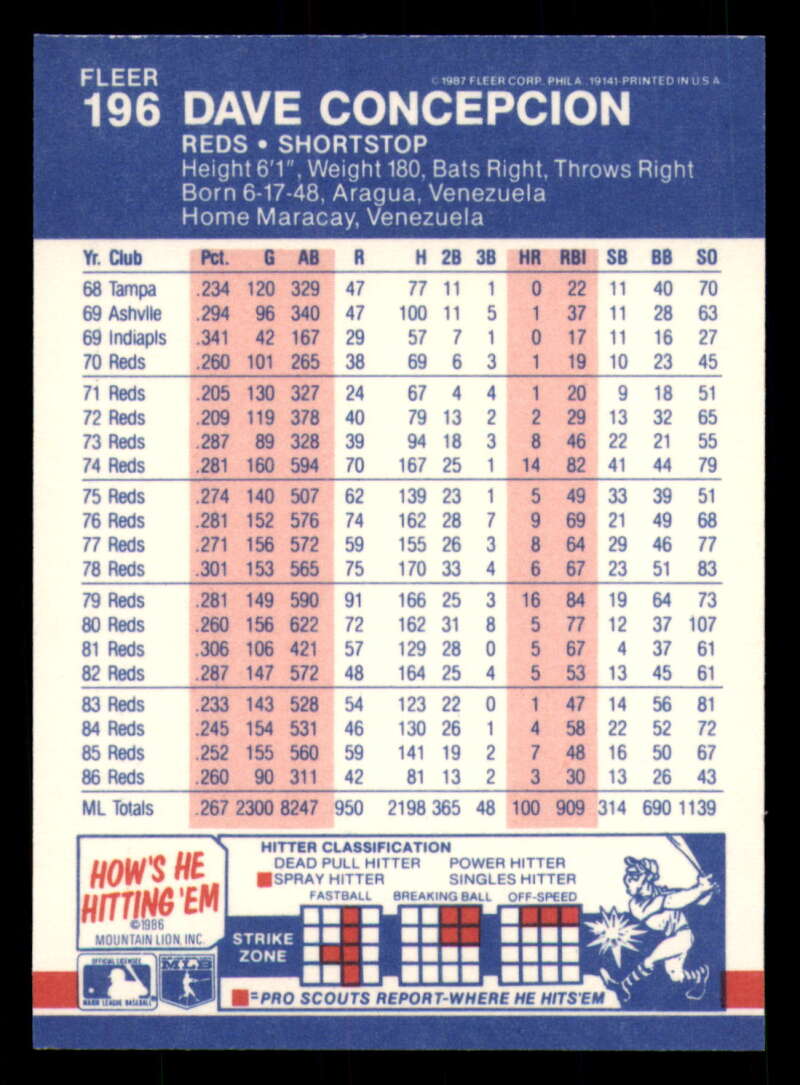 FLEER
©1987 FLEER CORP. PHILA., 19141-PRINTED IN U.S.A
196 DAVE CONCEPCION
REDS • SHORTSTOP
Height 6'1", Weight 180, Bats Right, Throws Right
Born 6-17-48, Aragua, Venezuela
Home Maracay, Venezuela
Yr. Club Pct. G AB R H 2B 3B HR RBI SB BB SO
68 Tampa .234 120 329 47 77 11 1 0 22 11 40 70
69 Ashvlle .294 96 340 47 100 11 5 1 37 11 28 63
69 Indiapls .341 42 167 29 57 7 1 0 17 11 16 27
70 Reds .260 101 265 38 69 6 3 1 19 10 23 45
71 Reds .205 130 327 24 67 4 4 1 20 9 18 51
72 Reds .209 119 378 40 79 13 2 2 29 13 32 65
73 Reds .287 89 328 39 94 18 3 8 46 22 21 55
74 Reds .281 160 594 70 167 25 1 14 82 41 44 79
75 Reds .274 140 507 62 139 23 1 5 49 33 39 51
76 Reds .281 152 576 74 162 28 7 9 69 21 49 68
77 Reds .271 156 572 59 155 26 3 8 64 29 46 77
78 Reds .301 153 565 75 170 33 4 6 67 23 51 83
79 Reds .281 149 590 91 166 25 3 16 84 19 64 73
80 Reds .260 156 622 72 162 31 8 5 77 12 37 107
81 Reds .306 106 421 57 129 28 0 5 67 4 37 61
82 Reds .287 147 572 48 164 25 4 5 53 13 45 61
83 Reds .233 143 528 54 123 22 0 1 47 14 56 81
84 Reds .245 154 531 46 130 26 1 4 58 22 52 72
85 Reds .252 155 560 59 141 19 2 7 48 16 50 67
86 Reds .260 90 311 42 81 13 2 3 30 13 26 43
ML Totals .267 2300 8247 950 2198 365 48 100 909 314 690 1139
HOW'S HE
HITTING 'EM
©1986
MOUNTAIN LION, INC.
HITTER CLASSIFICATION
DEAD PULL HITTER POWER HITTER
SPRAY HITTER SINGLES HITTER
FASTBALL BREAKING BALL OFF-SPEED
STRIKE
ZONE
=PRO SCOUTS REPORT-WHERE HE HITS'EM
OFFICIAL LICENSEE
MAJOR LEAGUE BASEBALL
MLB